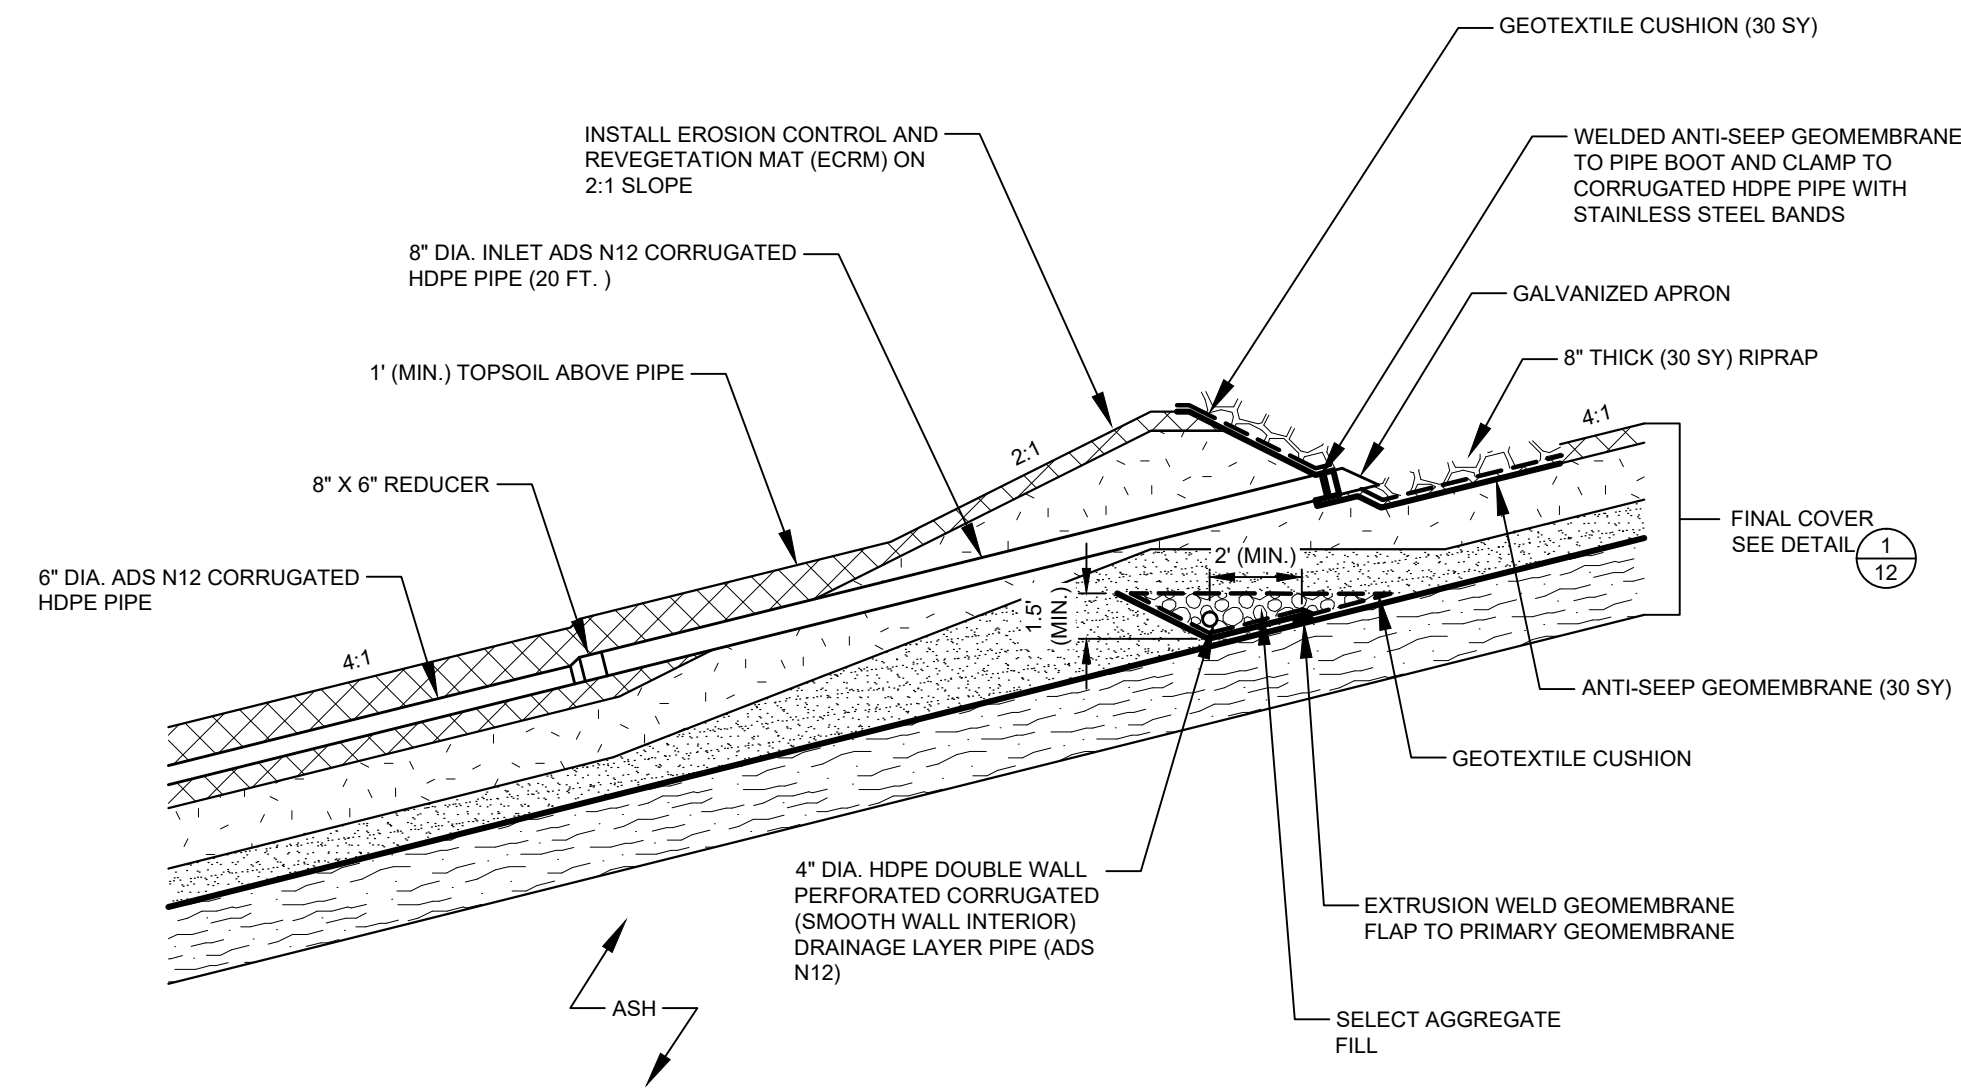 GEOTEXTILE CUSHION (30 SY)
INSTALL EROSION CONTROL AND
REVEGETATION MAT (ECRM) ON
2:1 SLOPE
WELDED ANTI-SEEP GEOMEMBRANE
TO PIPE BOOT AND CLAMP TO
CORRUGATED HDPE PIPE WITH
STAINLESS STEEL BANDS
8" DIA. INLET ADS N12 CORRUGATED
HDPE PIPE (20 FT. )
GALVANIZED APRON
1' (MIN.) TOPSOIL ABOVE PIPE
8" THICK (30 SY) RIPRAP
4:1
2:1
8" X 6" REDUCER
FINAL COVER
SEE DETAIL
1
12
6" DIA. ADS N12 CORRUGATED
HDPE PIPE
2' (MIN.)
1.5'
(MIN.)
4:1
ANTI-SEEP GEOMEMBRANE (30 SY)
GEOTEXTILE CUSHION
4" DIA. HDPE DOUBLE WALL
PERFORATED CORRUGATED
(SMOOTH WALL INTERIOR)
DRAINAGE LAYER PIPE (ADS
N12)
EXTRUSION WELD GEOMEMBRANE
FLAP TO PRIMARY GEOMEMBRANE
ASH
SELECT AGGREGATE
FILL